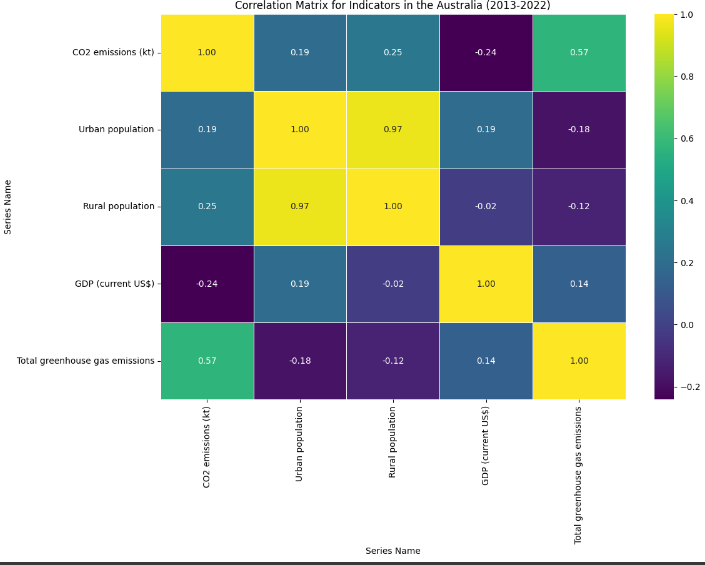 Correlation Matrix for Indicators in the Australia (2013-2022)
CO2 emissions (kt)
1.00
0.19
0.25
-0.24
0.57
Urban population
0.19
1.00
0.97
0.19
-0.18
Rural population
0.25
0.97
1.00
-0.02
-0.12
GDP (current US$)
-0.24
0.19
-0.02
1.00
0.14
Total greenhouse gas emissions
0.57
-0.18
-0.12
0.14
1.00
Series Name
CO2 emissions (kt)
Urban population
Rural population
GDP (current US$)
Total greenhouse gas emissions
Series Name
1.0
0.8
0.6
0.4
0.2
0.0
−0.2